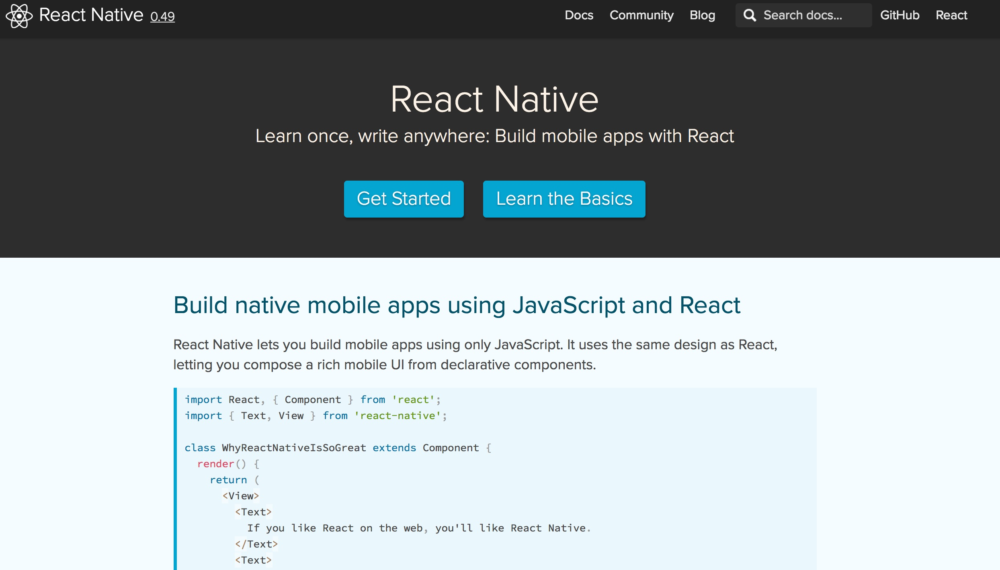 React Native 0.49
Docs Community Blog Search docs... GitHub React
React Native
Learn once, write anywhere: Build mobile apps with React
Get Started Learn the Basics
Build native mobile apps using JavaScript and React
React Native lets you build mobile apps using only JavaScript. It uses the same design as React,
letting you compose a rich mobile UI from declarative components.
import React, { Component } from 'react';
import { Text, View } from 'react-native';
class WhyReactNativeIsSoGreat extends Component {
render() {
return (
<View>
<Text>
If you like React on the web, you'll like React Native.
</Text>
<Text>